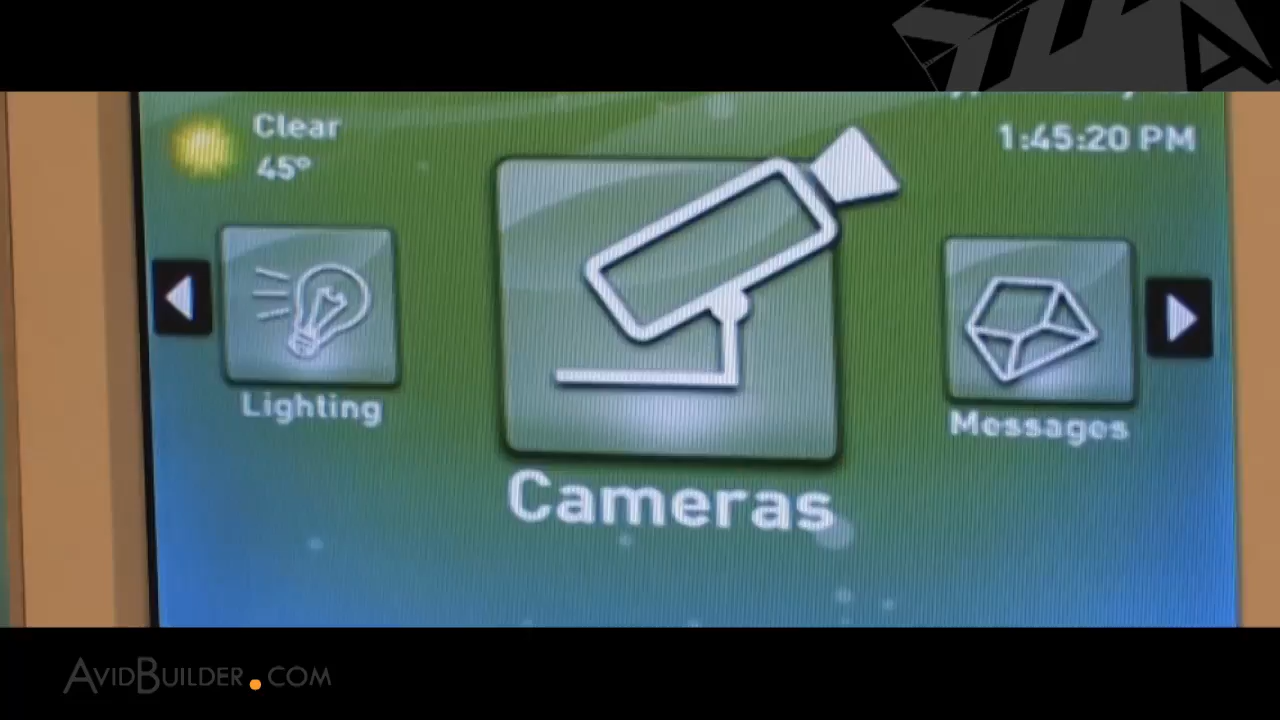 Clear
45°
1:45:20 PM
Lighting
Cameras
Messages
AVIDBUILDER.COM